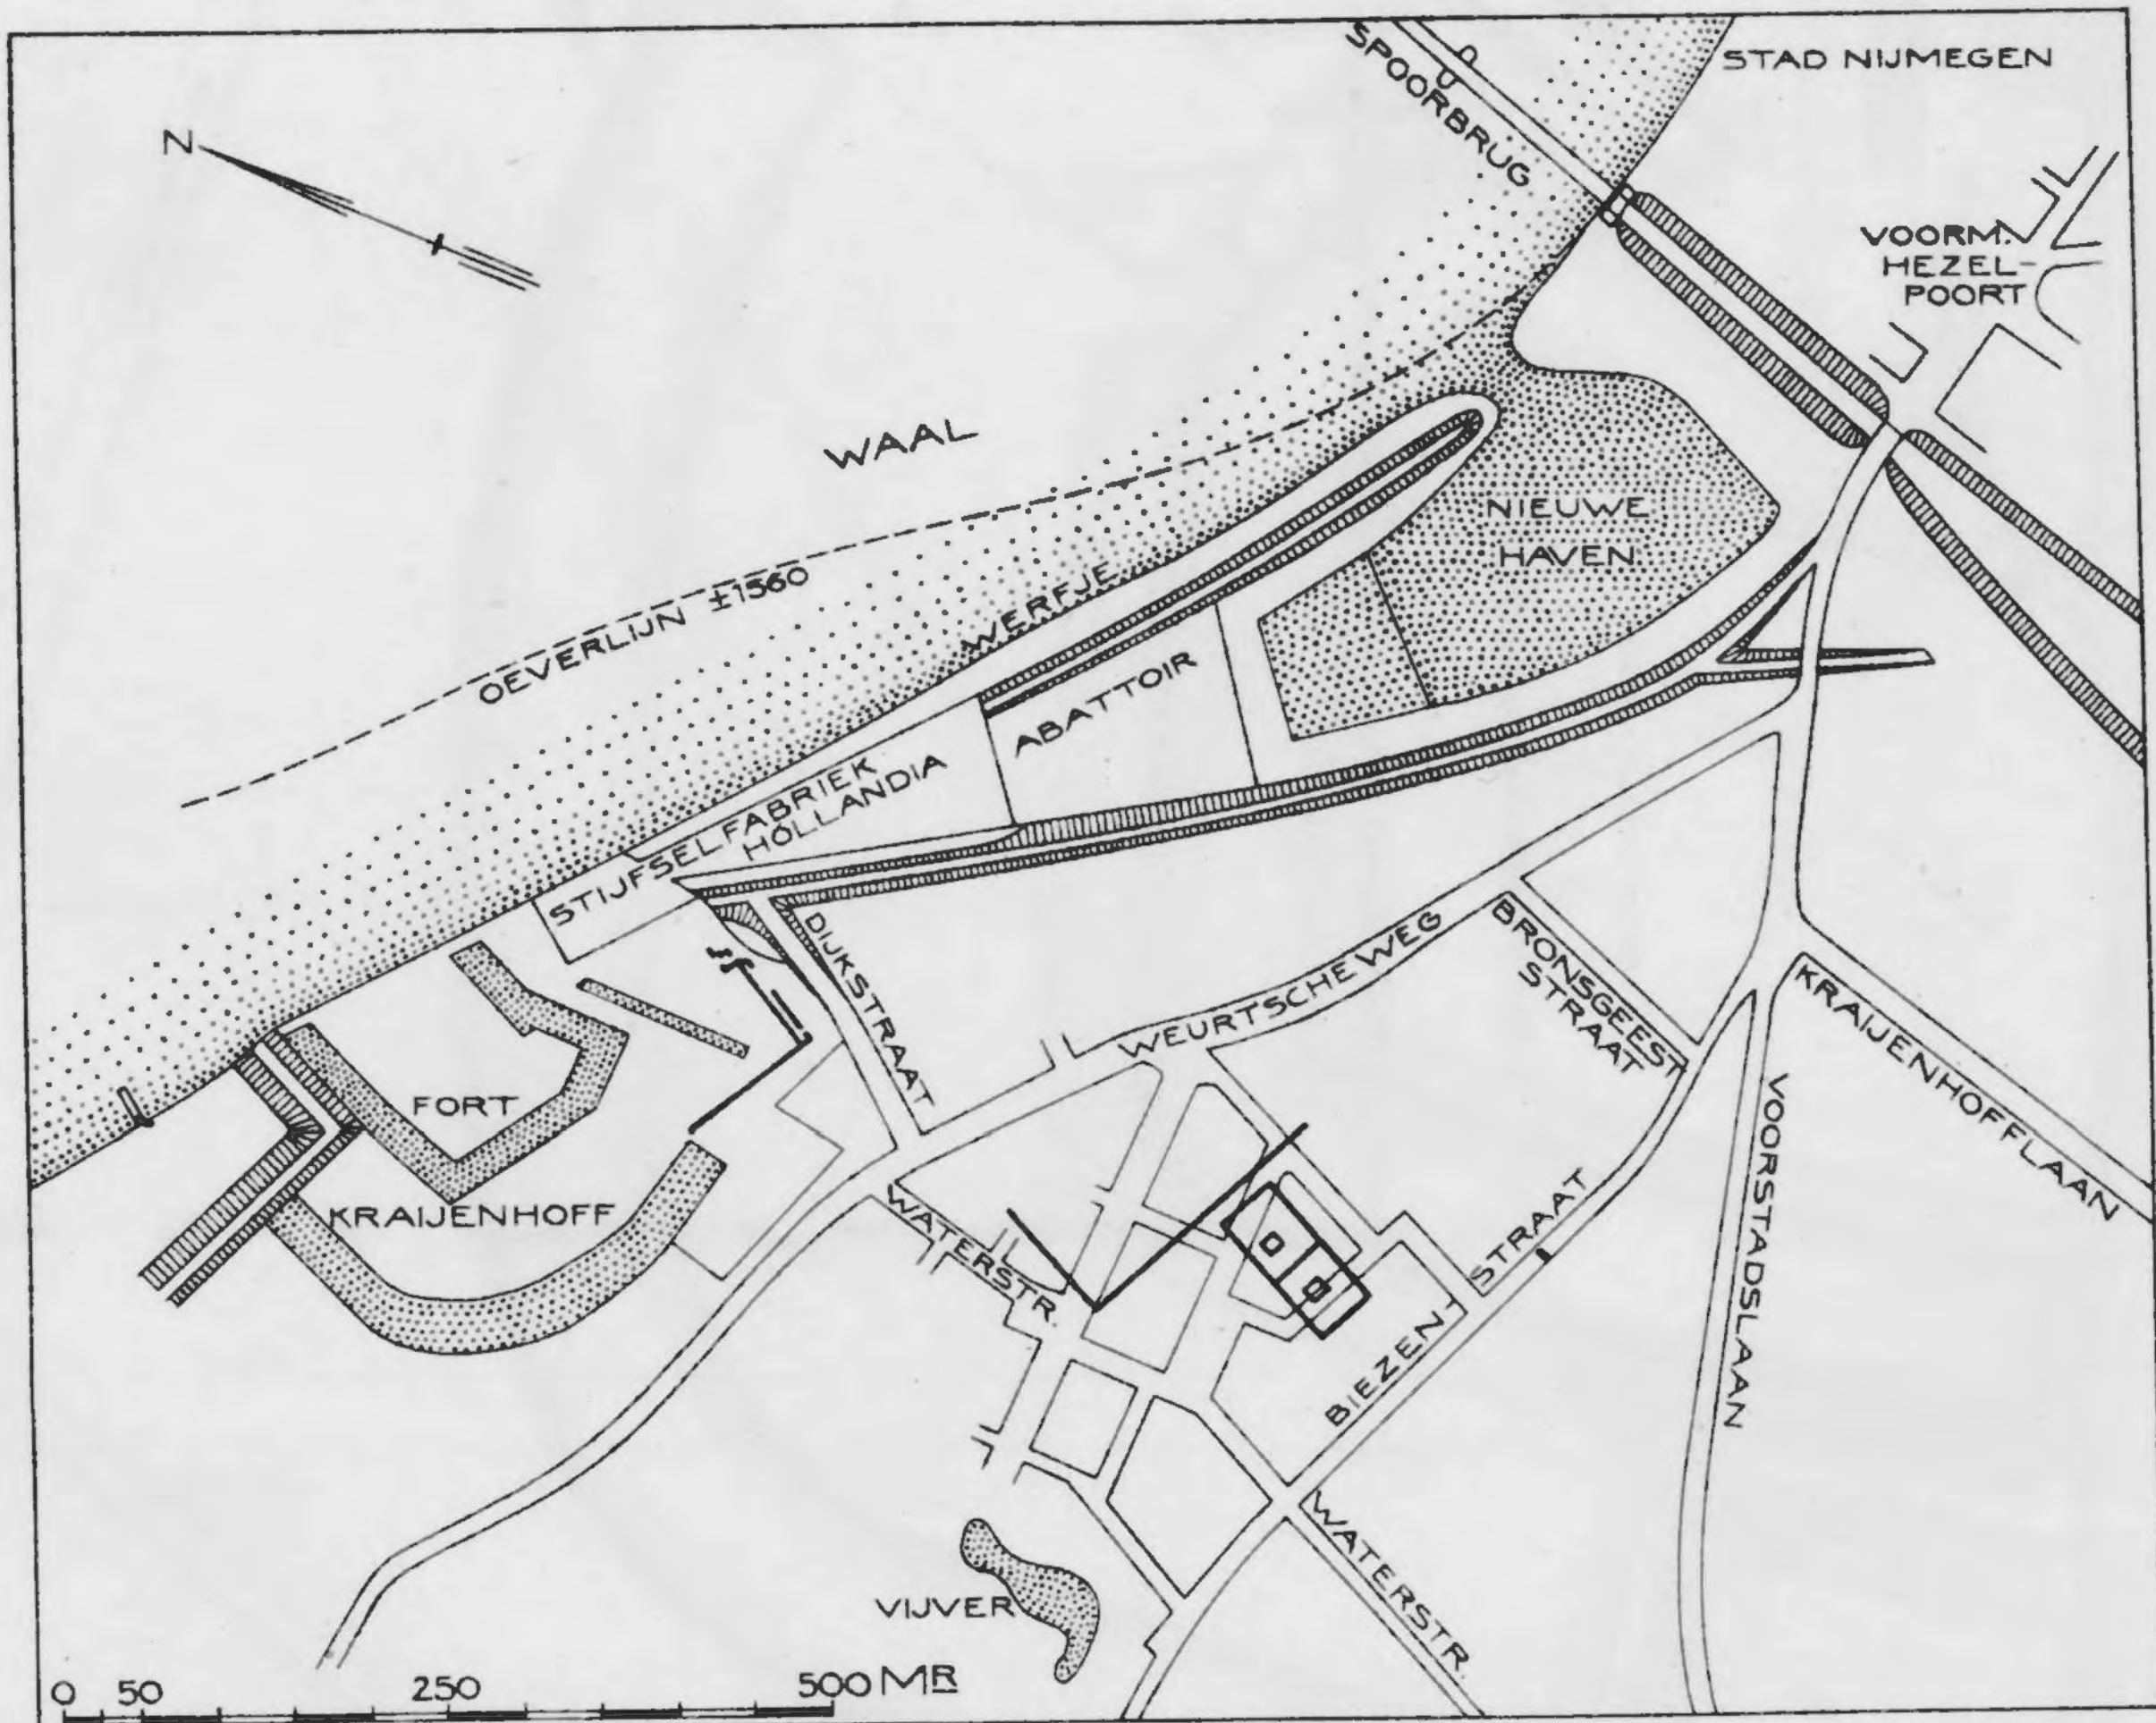 STAD NIJMEGEN
SPOORBRUG
N
VOORM.
HEZEL-
POORT
WAAL
NIEUWE
HAVEN
OEVERLIJN ±1560
WERFJE
ABATTOIR
STIJFSELFABRIEK
HOLLANDIA
DIJKSTRAAT
WEURTSCHEWEG
BRONSGEEST
STRAAT
KRAIJENHOFFLAAN
FORT
KRAIJENHOFF
VOORSTADSLAAN
WATERSTR.
BIEZEN
STRAAT
WATERSTR.
VIJVER
0 50 250 500 MR